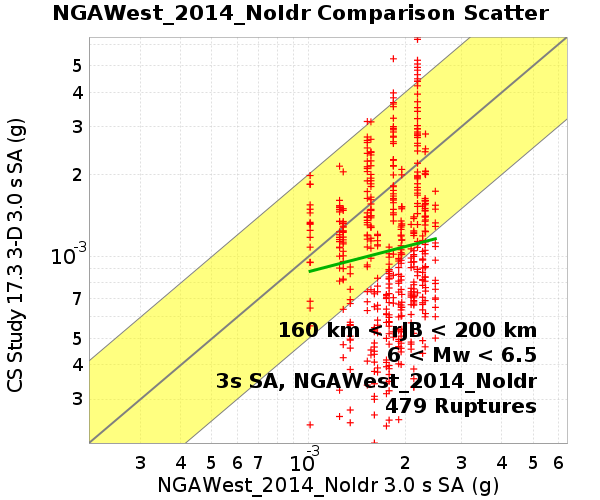 NGAWest_2014_NoIdr Comparison Scatter
CS Study 17.3 3-D 3.0 s SA (g)
5
4
3
2
10^-3
7
5
4
3
160 km < rJB < 200 km
6 < Mw < 6.5
3s SA, NGAWest_2014_NoIdr
479 Ruptures
3 4 5 6 7 10^-3 2 3 4 5 6
NGAWest_2014_NoIdr 3.0 s SA (g)